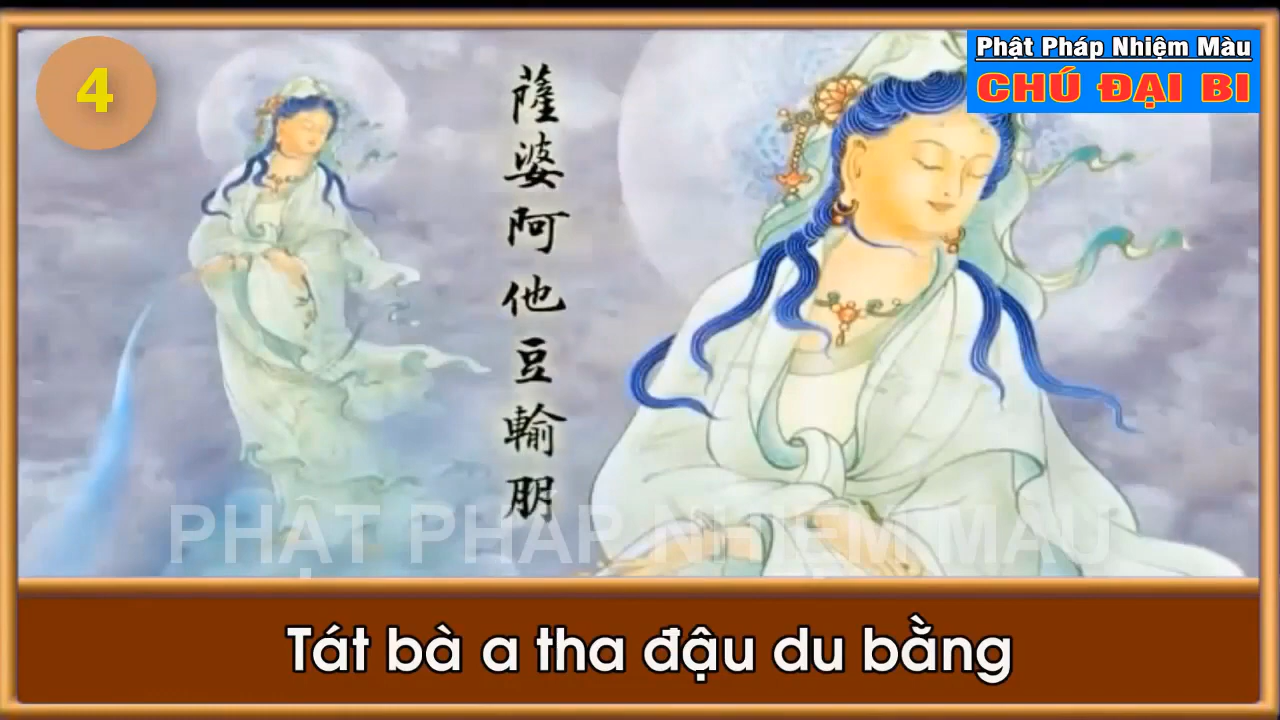 4
Phật Pháp Nhiệm Màu
CHÚ ĐẠI BI
薩婆阿他豆輸朋
PHẬT PHÁP NHIỆM MÀU
Tát bà a tha đậu du bằng